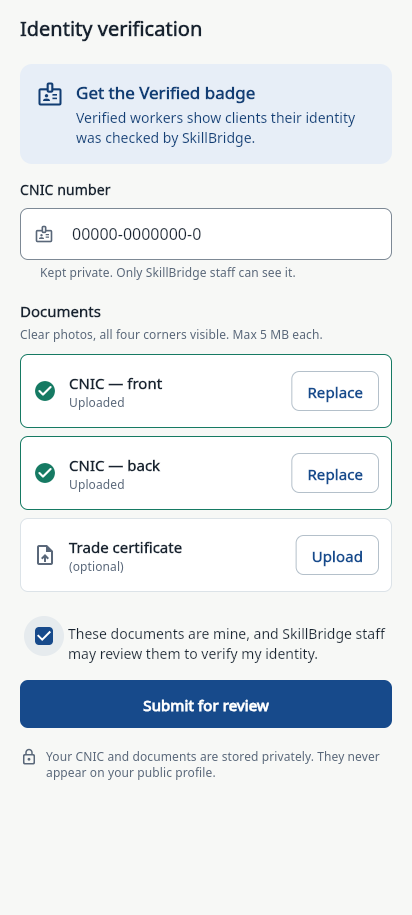 Identity verification
Get the Verified badge
Verified workers show clients their identity
was checked by SkillBridge.
CNIC number
00000-0000000-0
Kept private. Only SkillBridge staff can see it.
Documents
Clear photos, all four corners visible. Max 5 MB each.
CNIC — front
Uploaded
Replace
CNIC — back
Uploaded
Replace
Trade certificate
(optional)
Upload
These documents are mine, and SkillBridge staff
may review them to verify my identity.
Submit for review
Your CNIC and documents are stored privately. They never
appear on your public profile.